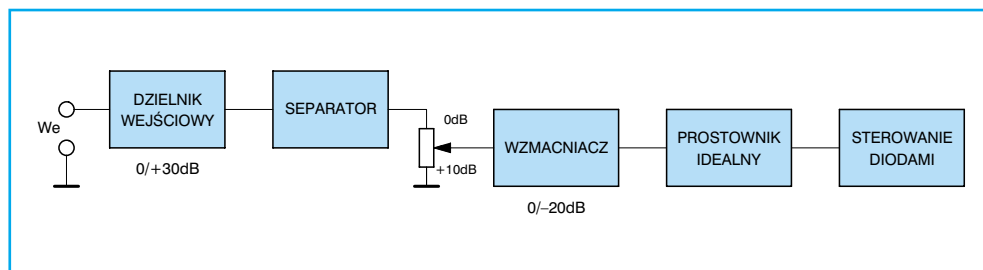 We
DZIELNIK
WEJŚCIOWY
0/+30dB
SEPARATOR
0dB
+10dB
WZMACNIACZ
0/–20dB
PROSTOWNIK
IDEALNY
STEROWANIE
DIODAMI